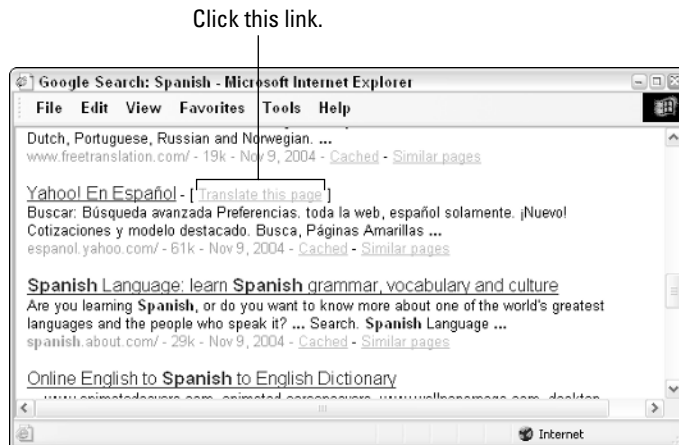 Click this link.
Google Search: Spanish - Microsoft Internet Explorer
File Edit View Favorites Tools Help
Dutch, Portuguese, Russian and Norwegian. ...
www.freetranslation.com/ - 19k - Nov 9, 2004 - Cached - Similar pages
Yahoo! En Español - [ Translate this page ]
Buscar: Búsqueda avanzada Preferencias. toda la web, español solamente. ¡Nuevo!
Cotizaciones y modelo destacado. Busca, Páginas Amarillas ...
espanol.yahoo.com/ - 61k - Nov 9, 2004 - Cached - Similar pages
Spanish Language: learn Spanish grammar, vocabulary and culture
Are you learning Spanish, or do you want to know more about one of the world's greatest
languages and the people who speak it? ... Search. Spanish Language ...
spanish.about.com/ - 29k - Nov 9, 2004 - Cached - Similar pages
Online English to Spanish to English Dictionary
Internet